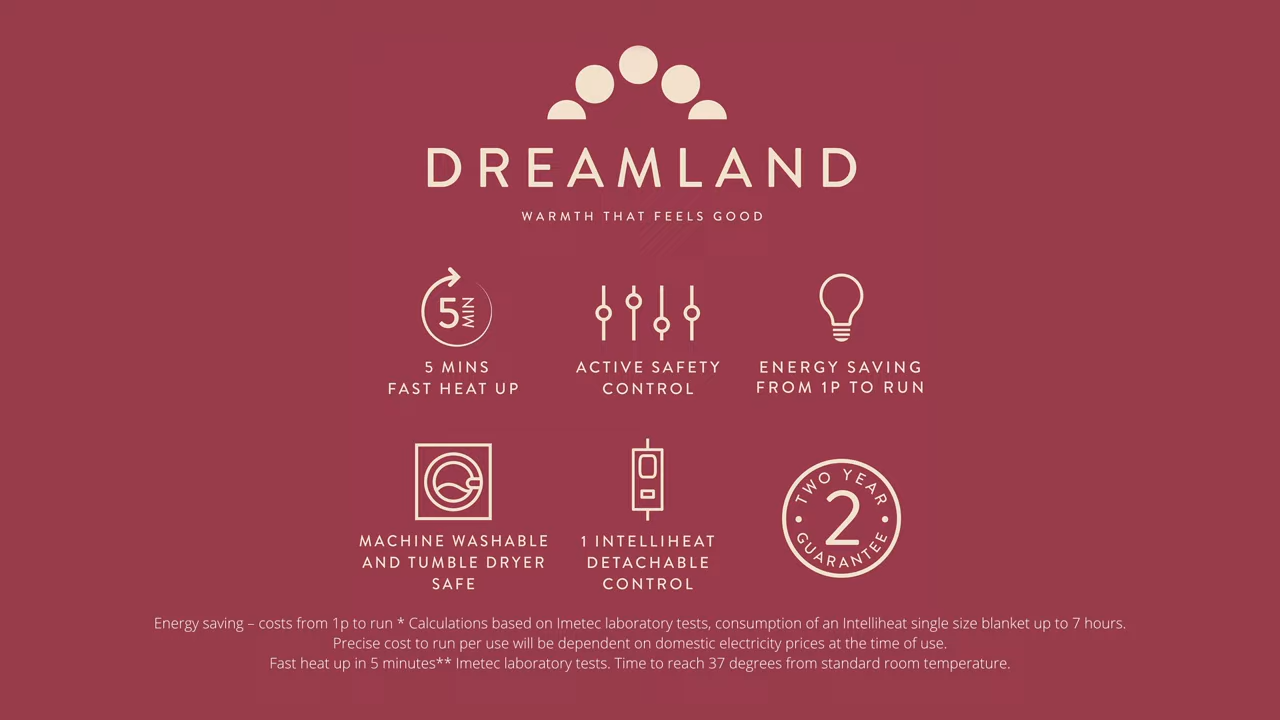 DREAMLAND
WARMTH THAT FEELS GOOD
5 MIN
5 MINS
FAST HEAT UP
ACTIVE SAFETY
CONTROL
ENERGY SAVING
FROM 1P TO RUN
MACHINE WASHABLE
AND TUMBLE DRYER
SAFE
1 INTELLIHEAT
DETACHABLE
CONTROL
TWO YEAR
2
GUARANTEE
Energy saving – costs from 1p to run * Calculations based on Imetec laboratory tests, consumption of an Intelliheat single size blanket up to 7 hours.
Precise cost to run per use will be dependent on domestic electricity prices at the time of use.
Fast heat up in 5 minutes** Imetec laboratory tests. Time to reach 37 degrees from standard room temperature.